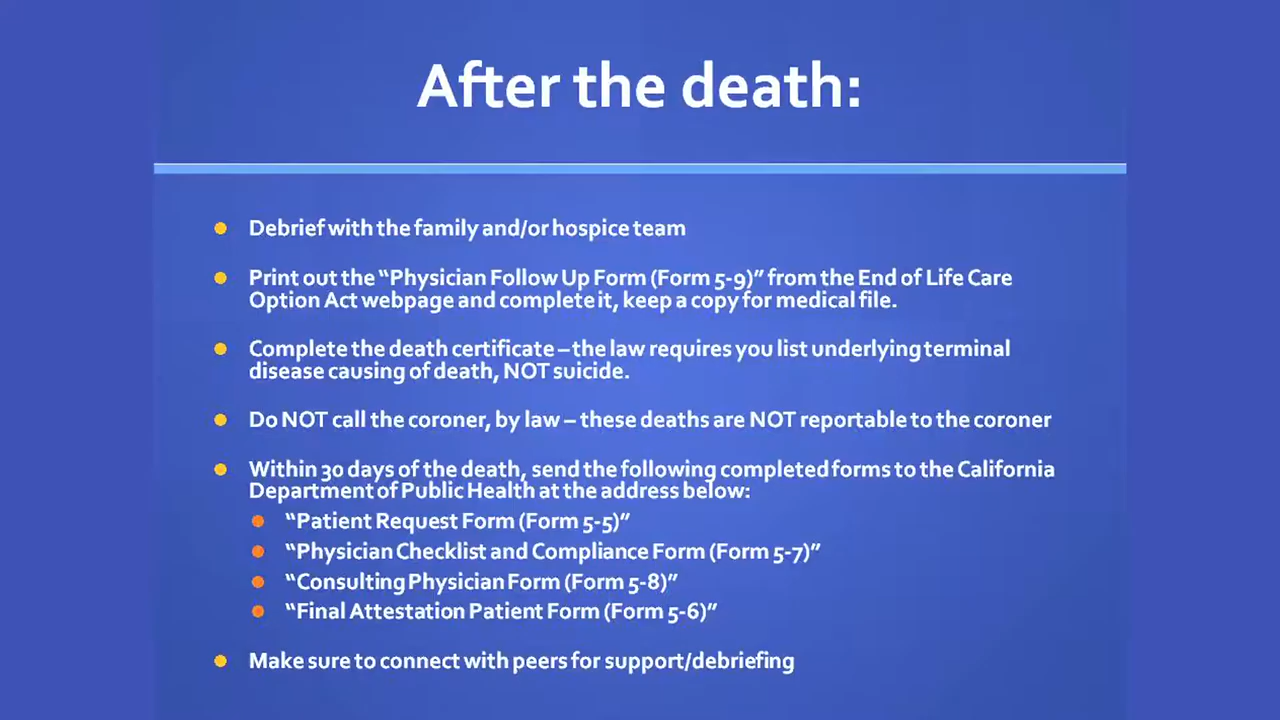 After the death:
Debrief with the family and/or hospice team
Print out the “Physician Follow Up Form (Form 5-9)” from the End of Life Care
Option Act webpage and complete it, keep a copy for medical file.
Complete the death certificate – the law requires you list underlying terminal
disease causing of death, NOT suicide.
Do NOT call the coroner, by law – these deaths are NOT reportable to the coroner
Within 30 days of the death, send the following completed forms to the California
Department of Public Health at the address below:
“Patient Request Form (Form 5-5)”
“Physician Checklist and Compliance Form (Form 5-7)”
“Consulting Physician Form (Form 5-8)”
“Final Attestation Patient Form (Form 5-6)”
Make sure to connect with peers for support/debriefing